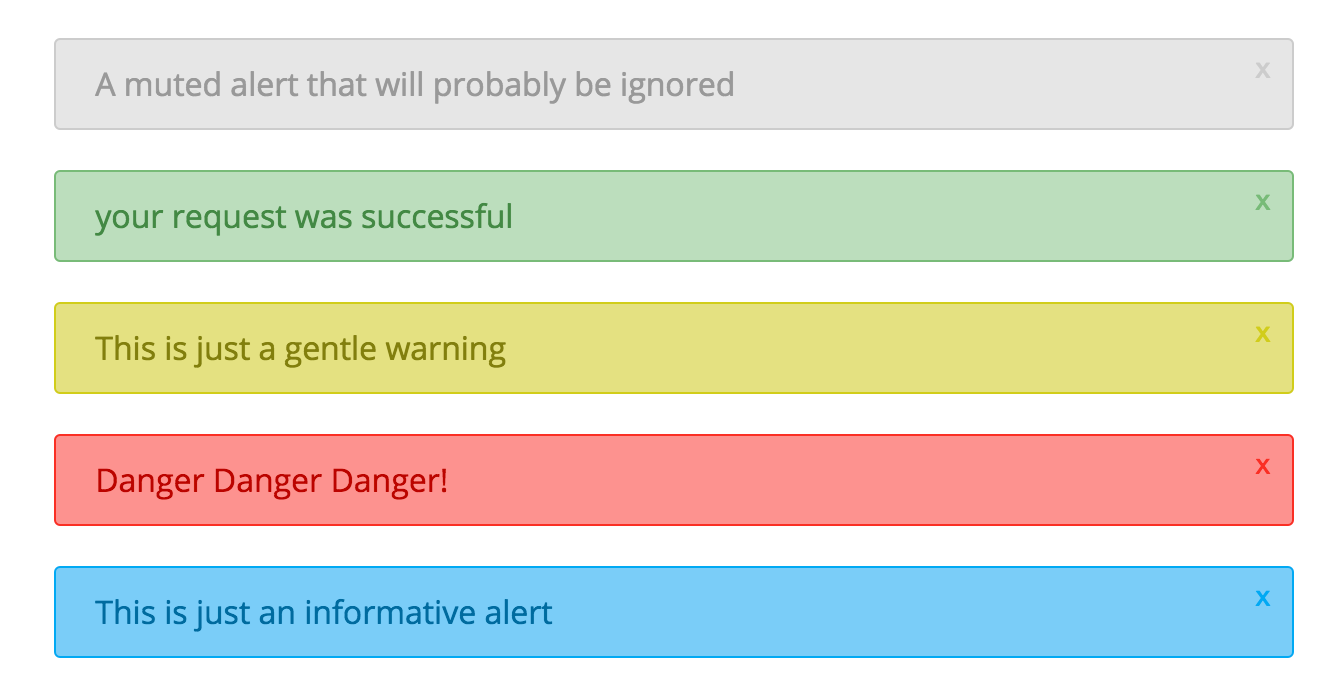 A muted alert that will probably be ignored x
your request was successful x
This is just a gentle warning x
Danger Danger Danger! x
This is just an informative alert x